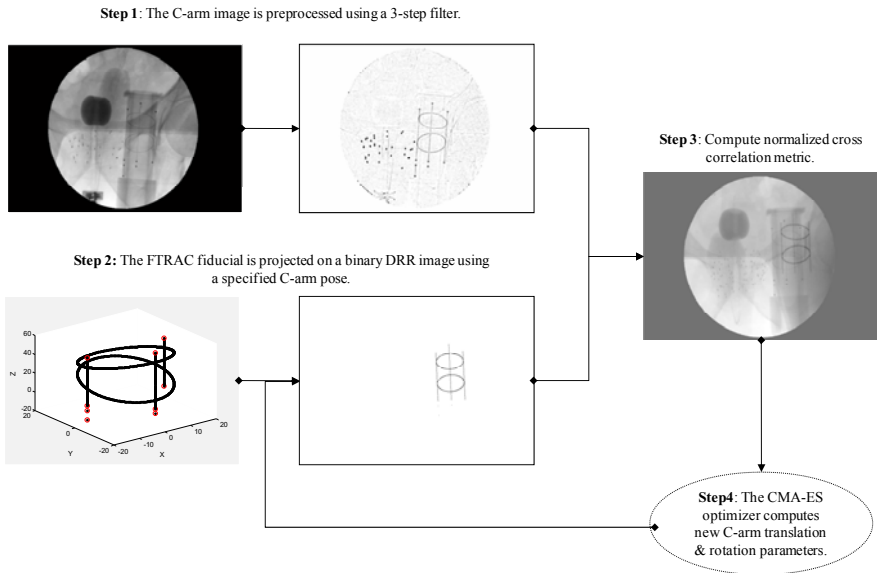 Step 1: The C-arm image is preprocessed using a 3-step filter.
Step 3: Compute normalized cross
correlation metric.
Step 2: The FTRAC fiducial is projected on a binary DRR image using
a specified C-arm pose.
60
40
20
0
-20
Z
20
0
-20
Y
-20
-10
0
10
20
X
Step4: The CMA-ES
optimizer computes
new C-arm translation
& rotation parameters.